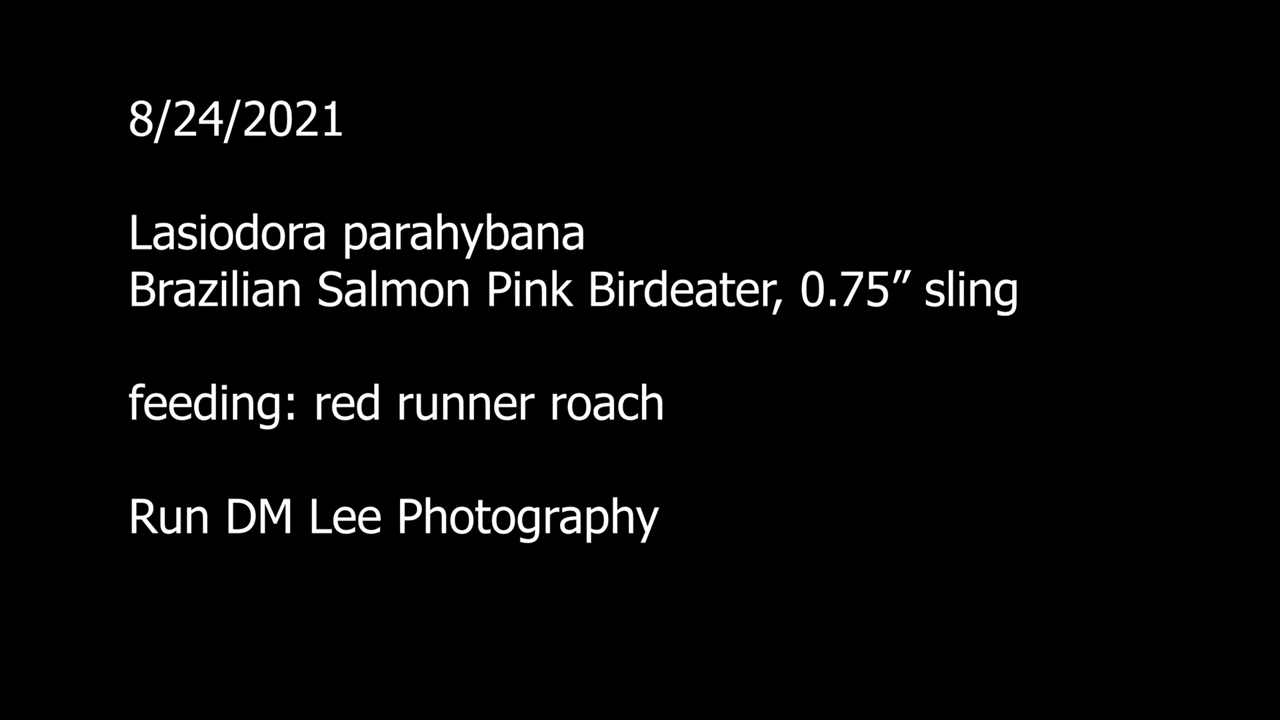 8/24/2021
Lasiodora parahybana
Brazilian Salmon Pink Birdeater, 0.75” sling
feeding: red runner roach
Run DM Lee Photography